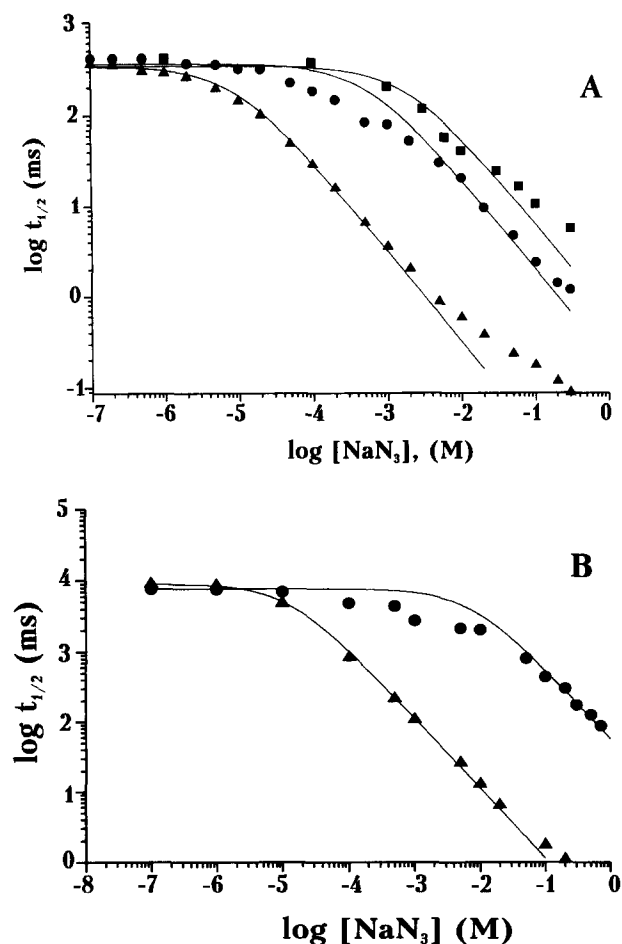 3
2
1
0
-1
-7 -6 -5 -4 -3 -2 -1 0
log t1/2 (ms)
log [NaN3], (M)
A
5
4
3
2
1
0
-8 -7 -6 -5 -4 -3 -2 -1 0
log t1/2 (ms)
log [NaN3] (M)
B